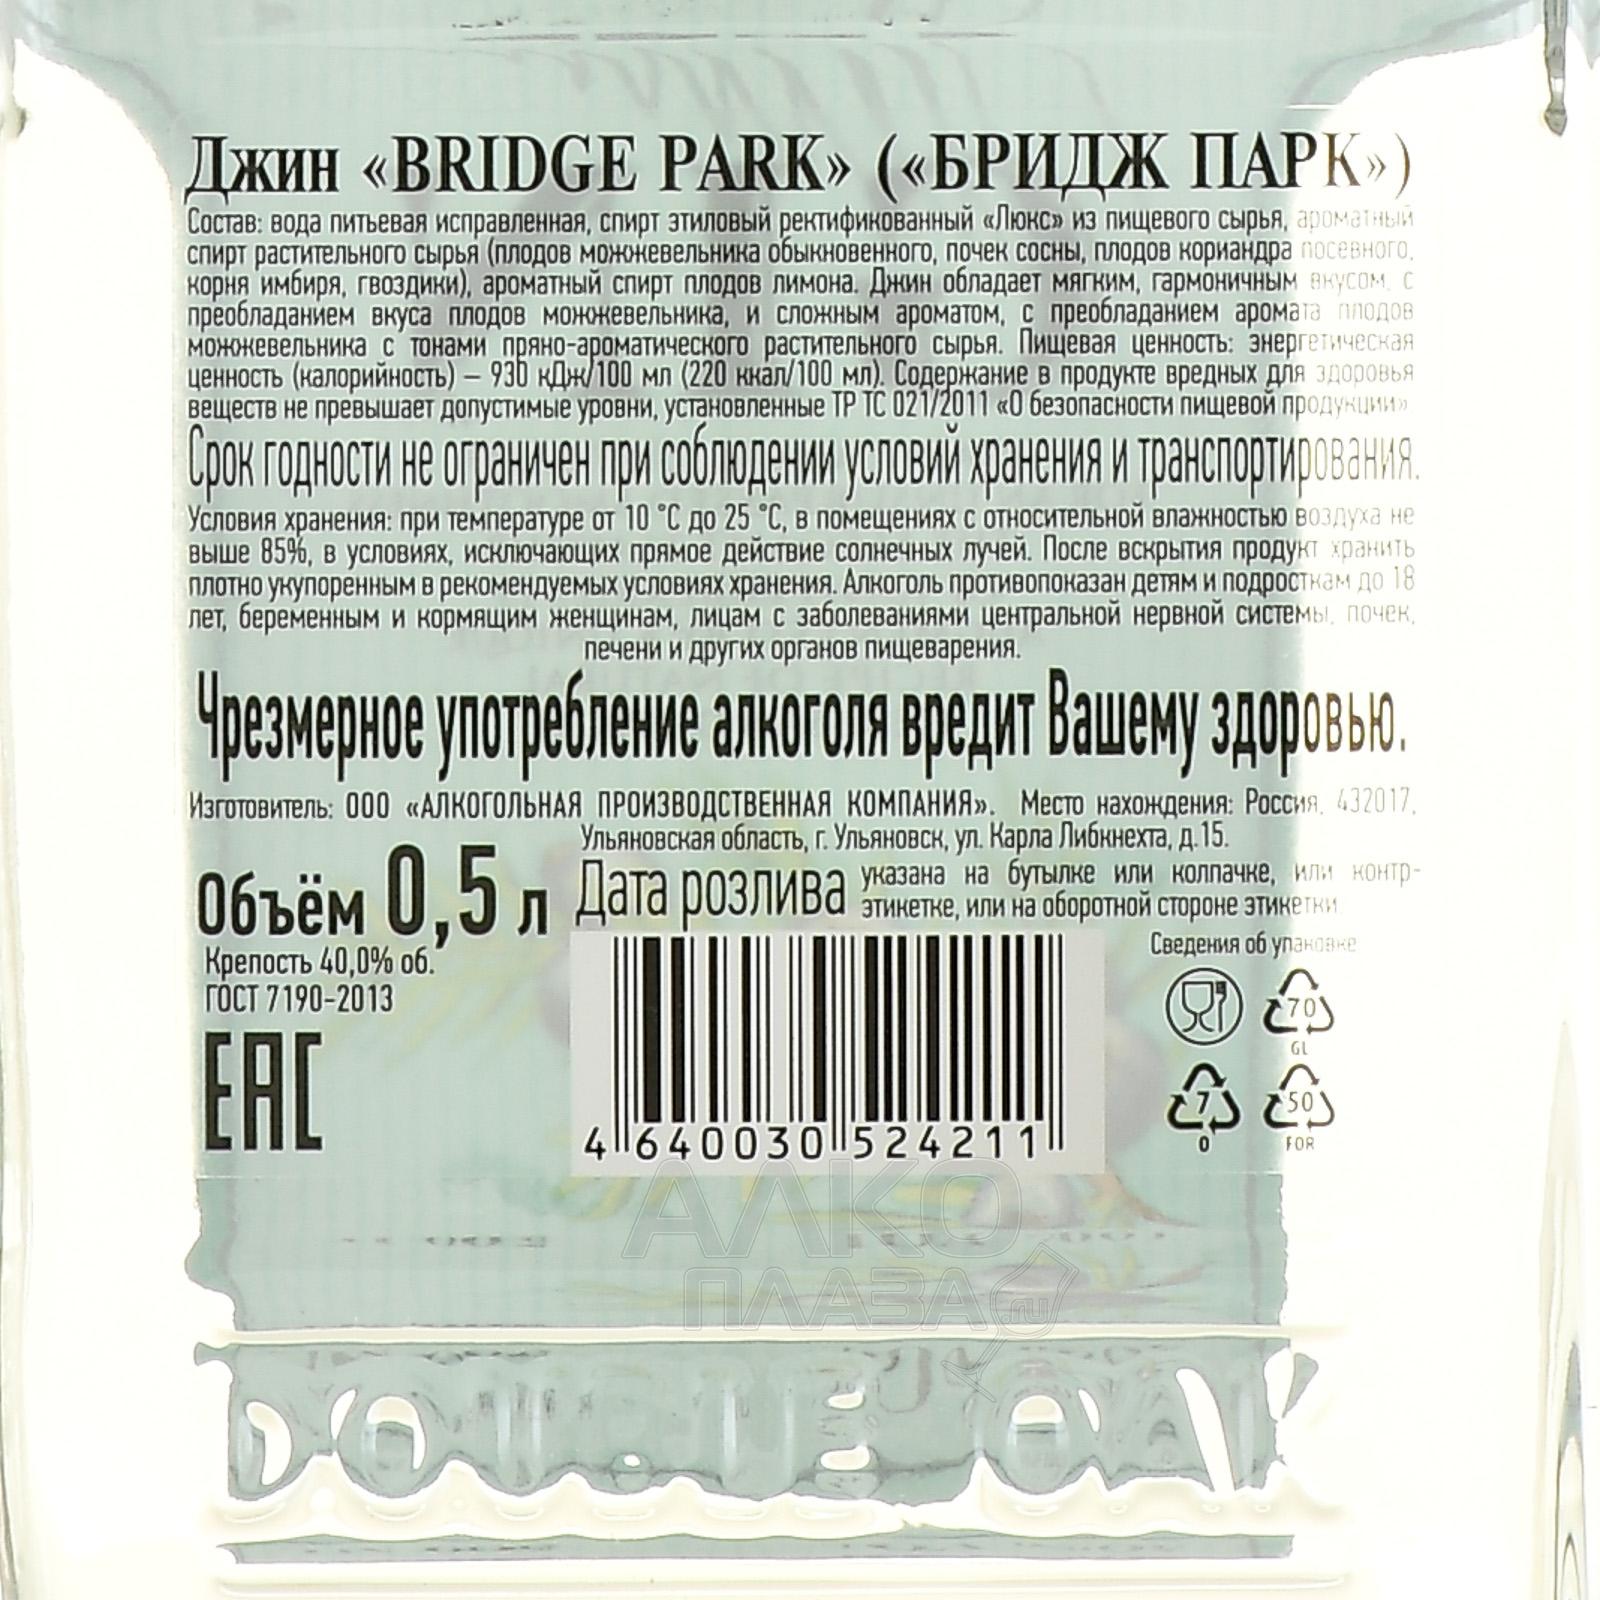 Джин «BRIDGE PARK» («БРИДЖ ПАРК»)
Состав: вода питьевая исправленная, спирт этиловый ректификованный «Люкс» из пищевого сырья, ароматный
спирт растительного сырья (плодов можжевельника обыкновенного, почек сосны, плодов кориандра посевного,
корня имбиря, гвоздики), ароматный спирт плодов лимона. Джин обладает мягким, гармоничным вкусом, с
преобладанием вкуса плодов можжевельника, и сложным ароматом, с преобладанием аромата плодов
можжевельника с тонами пряно-ароматического растительного сырья. Пищевая ценность: энергетическая
ценность (калорийность) – 930 кДж/100 мл (220 ккал/100 мл). Содержание в продукте вредных для здоровья
веществ не превышает допустимые уровни, установленные ТР ТС 021/2011 «О безопасности пищевой продукции»
Срок годности не ограничен при соблюдении условий хранения и транспортирования.
Условия хранения: при температуре от 10 °С до 25 °С, в помещениях с относительной влажностью воздуха не
выше 85%, в условиях, исключающих прямое действие солнечных лучей. После вскрытия продукт хранить
плотно укупоренным в рекомендуемых условиях хранения. Алкоголь противопоказан детям и подросткам до 18
лет, беременным и кормящим женщинам, лицам с заболеваниями центральной нервной системы, почек,
печени и других органов пищеварения.
Чрезмерное употребление алкоголя вредит Вашему здоровью.
Изготовитель: ООО «АЛКОГОЛЬНАЯ ПРОИЗВОДСТВЕННАЯ КОМПАНИЯ». Место нахождения: Россия, 432017,
Ульяновская область, г. Ульяновск, ул. Карла Либкнехта, д.15.
Объём 0,5 л
Дата розлива указана на бутылке или колпачке, или контр-
этикетке, или на оборотной стороне этикетки
Крепость 40,0% об.
ГОСТ 7190-2013
EAC
4 640030 524211
Сведения об упаковке
70
GL
7
0
50
FOR
АЛКО
ПЛАЗА
.ru